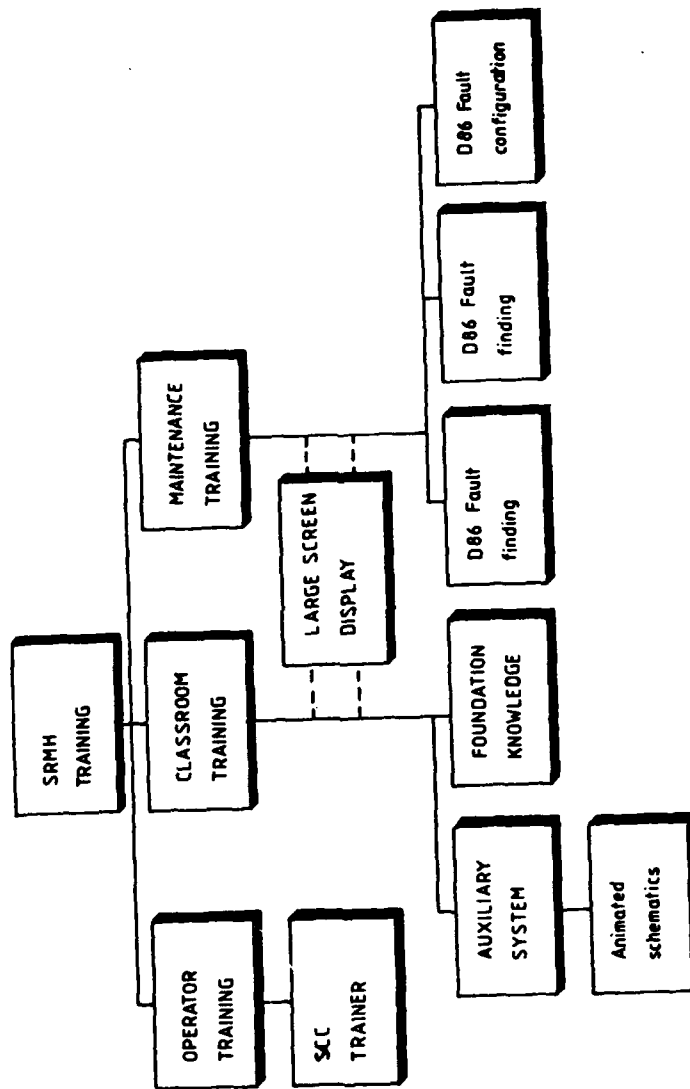 SRMH
TRAINING
OPERATOR
TRAINING
CLASSROOM
TRAINING
MAINTENANCE
TRAINING
SCC
TRAINER
LARGE SCREEN
DISPLAY
AUXILIARY
SYSTEM
FOUNDATION
KNOWLEDGE
D86 Fault
finding
D86 Fault
finding
D86 Fault
configuration
Animated
schematics